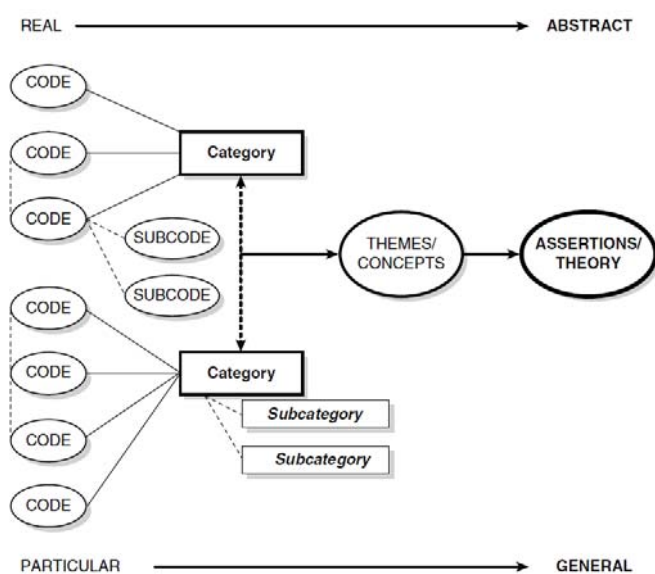 REAL
ABSTRACT
CODE
CODE
Category
CODE
SUBCODE
SUBCODE
THEMES/
CONCEPTS
ASSERTIONS/
THEORY
CODE
CODE
Category
CODE
Subcategory
Subcategory
CODE
PARTICULAR
GENERAL